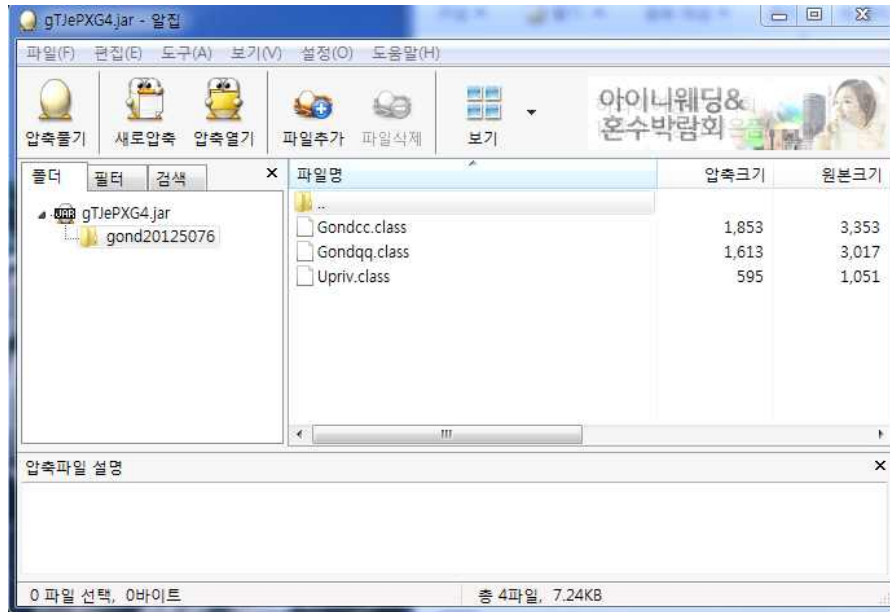 gTJePXG4.jar - 알집
파일(F) 편집(E) 도구(A) 보기(V) 설정(O) 도움말(H)
압축풀기 새로압축 압축열기 파일추가 파일삭제 보기
아이니웨딩&
혼수박람회
폴더 필터 검색
gTJePXG4.jar
gond20125076
파일명 압축크기 원본크기
..
Gondcc.class 1,853 3,353
Gondqq.class 1,613 3,017
Upriv.class 595 1,051
압축파일 설명
0 파일 선택, 0바이트 총 4파일, 7.24KB